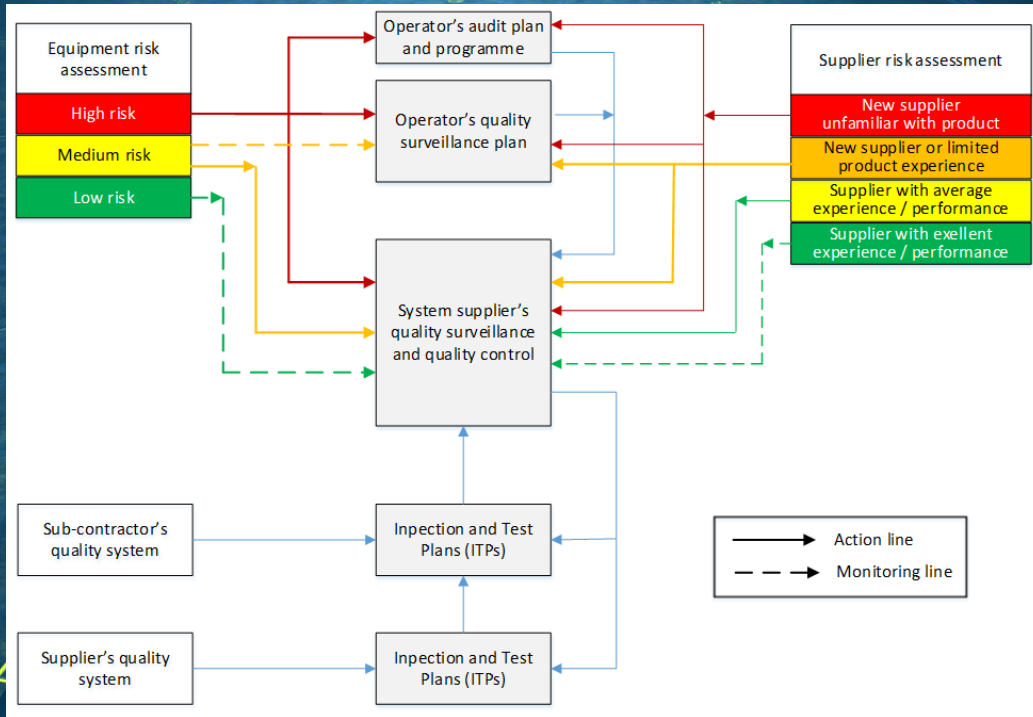 Equipment risk
assessment
High risk
Medium risk
Low risk
Operator's audit plan
and programme
Operator's quality
surveillance plan
System supplier's
quality surveillance
and quality control
Supplier risk assessment
New supplier
unfamiliar with product
New supplier or limited
product experience
Supplier with average
experience / performance
Supplier with exellent
experience / performance
Sub-contractor's
quality system
Inspection and Test
Plans (ITPs)
Supplier's quality
system
Inspection and Test
Plans (ITPs)
Action line
Monitoring line